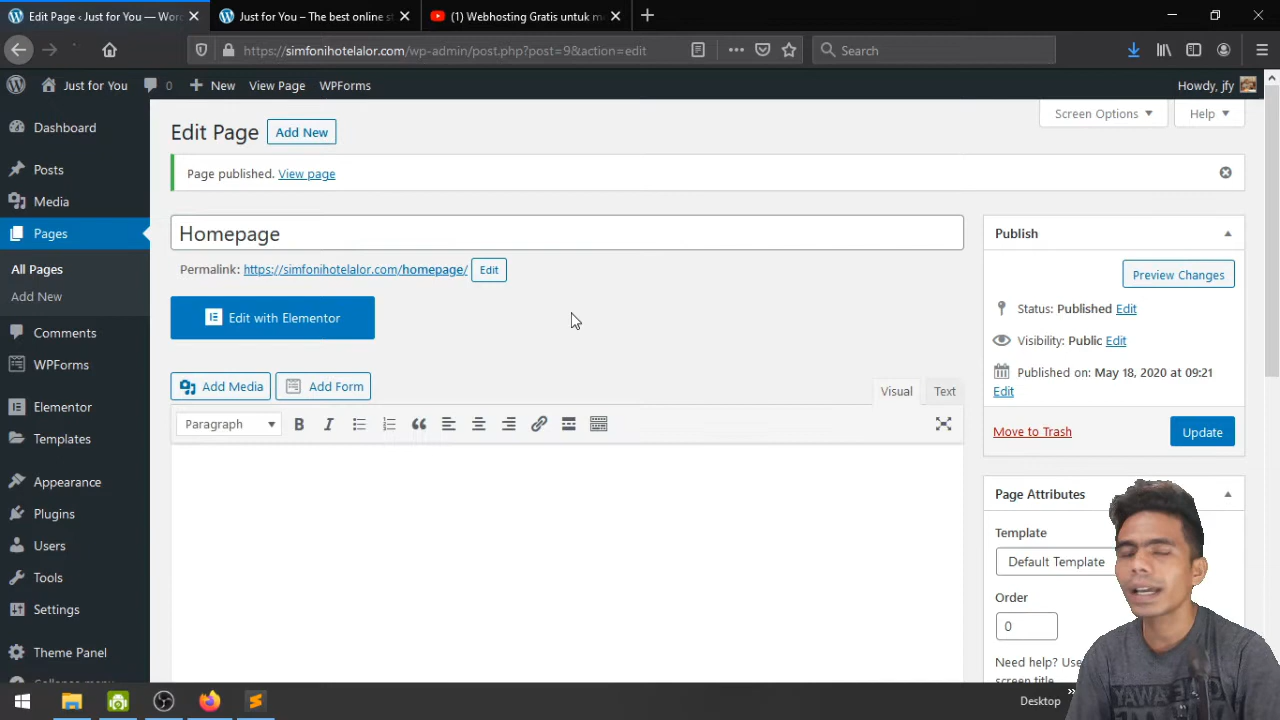 Edit Page ‹ Just for You — Wor
Just for You – The best online st
(1) Webhosting Gratis untuk m
https://simfonihotelalor.com/wp-admin/post.php?post=9&action=edit
Search
Just for You
0
New
View Page
WPForms
Howdy, jfy
Dashboard
Posts
Media
Pages
All Pages
Add New
Comments
WPForms
Elementor
Templates
Appearance
Plugins
Users
Tools
Settings
Theme Panel
Collapse menu
Screen Options
Help
Edit Page
Add New
Page published. View page
Homepage
Permalink: https://simfonihotelalor.com/homepage/
Edit
Edit with Elementor
Add Media
Add Form
Visual
Text
Paragraph
Publish
Preview Changes
Status: Published Edit
Visibility: Public Edit
Published on: May 18, 2020 at 09:21
Edit
Move to Trash
Update
Page Attributes
Template
Default Template
Order
0
Need help? Use
screen title.
Desktop